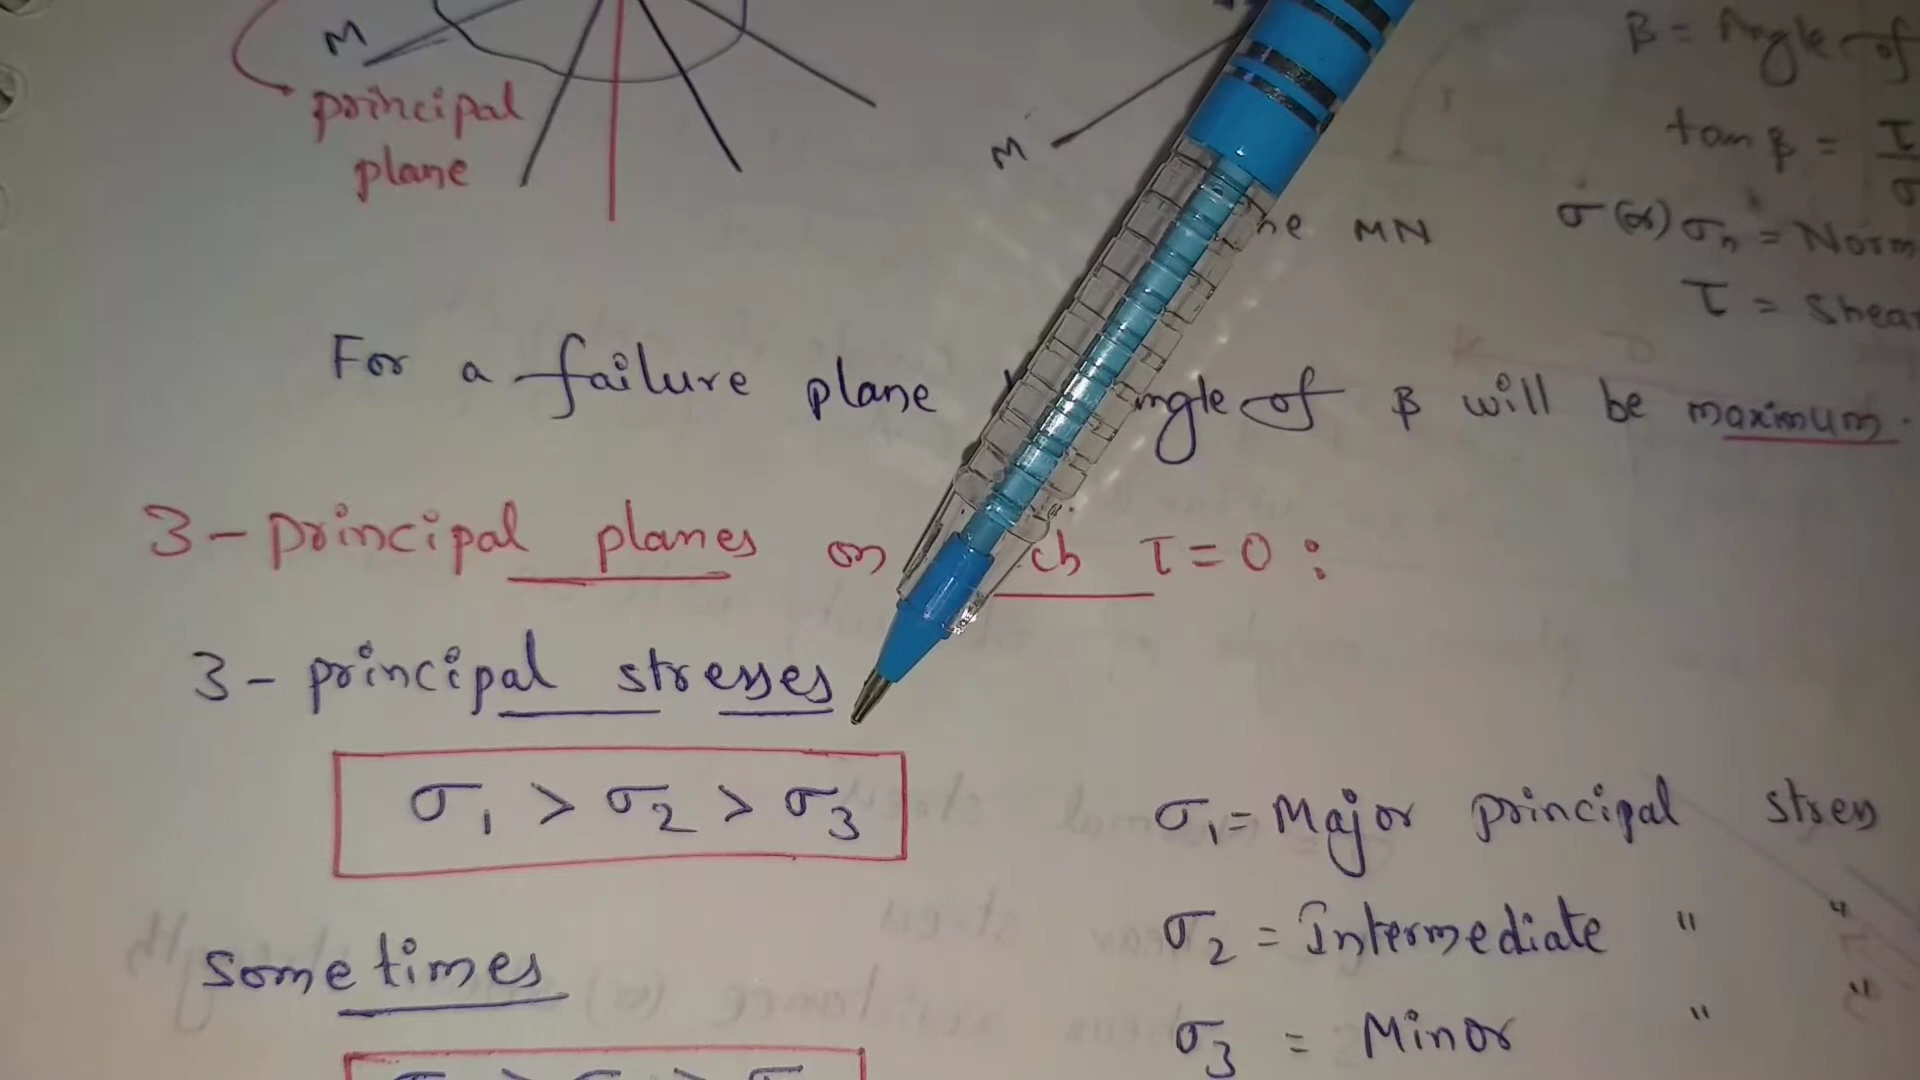 M
principal
plane
M
β = Angle of
tan β = τ
σ
ne MN
σ (or) σn = Norm
τ = Shear
For a failure plane angle of β will be maximum.
3 - principal planes on ch τ = 0 :
3 - principal stresses
σ1 > σ2 > σ3
σ1 = Major principal stress
σ2 = Intermediate " "
σ3 = Minor " "
Sometimes